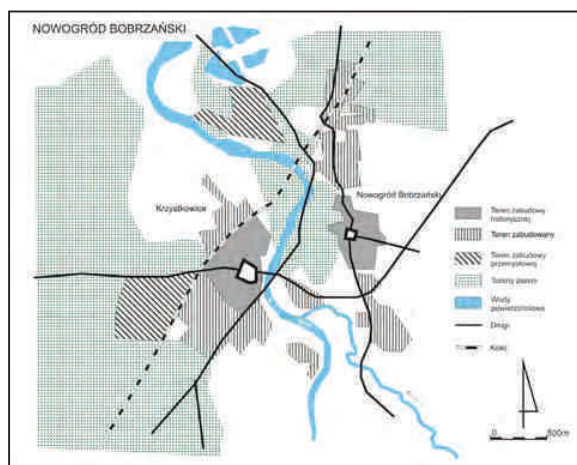 NOWOGRÓD BOBRZAŃSKI
Krzystkowice
Nowogród Bobrzański
Teren zabudowy
historycznej
Teren zabudowany
Teren zabudowy
przemysłowej
Tereny zieleni
Wody
powierzchniowe
Drogi
Kolej
0
500m